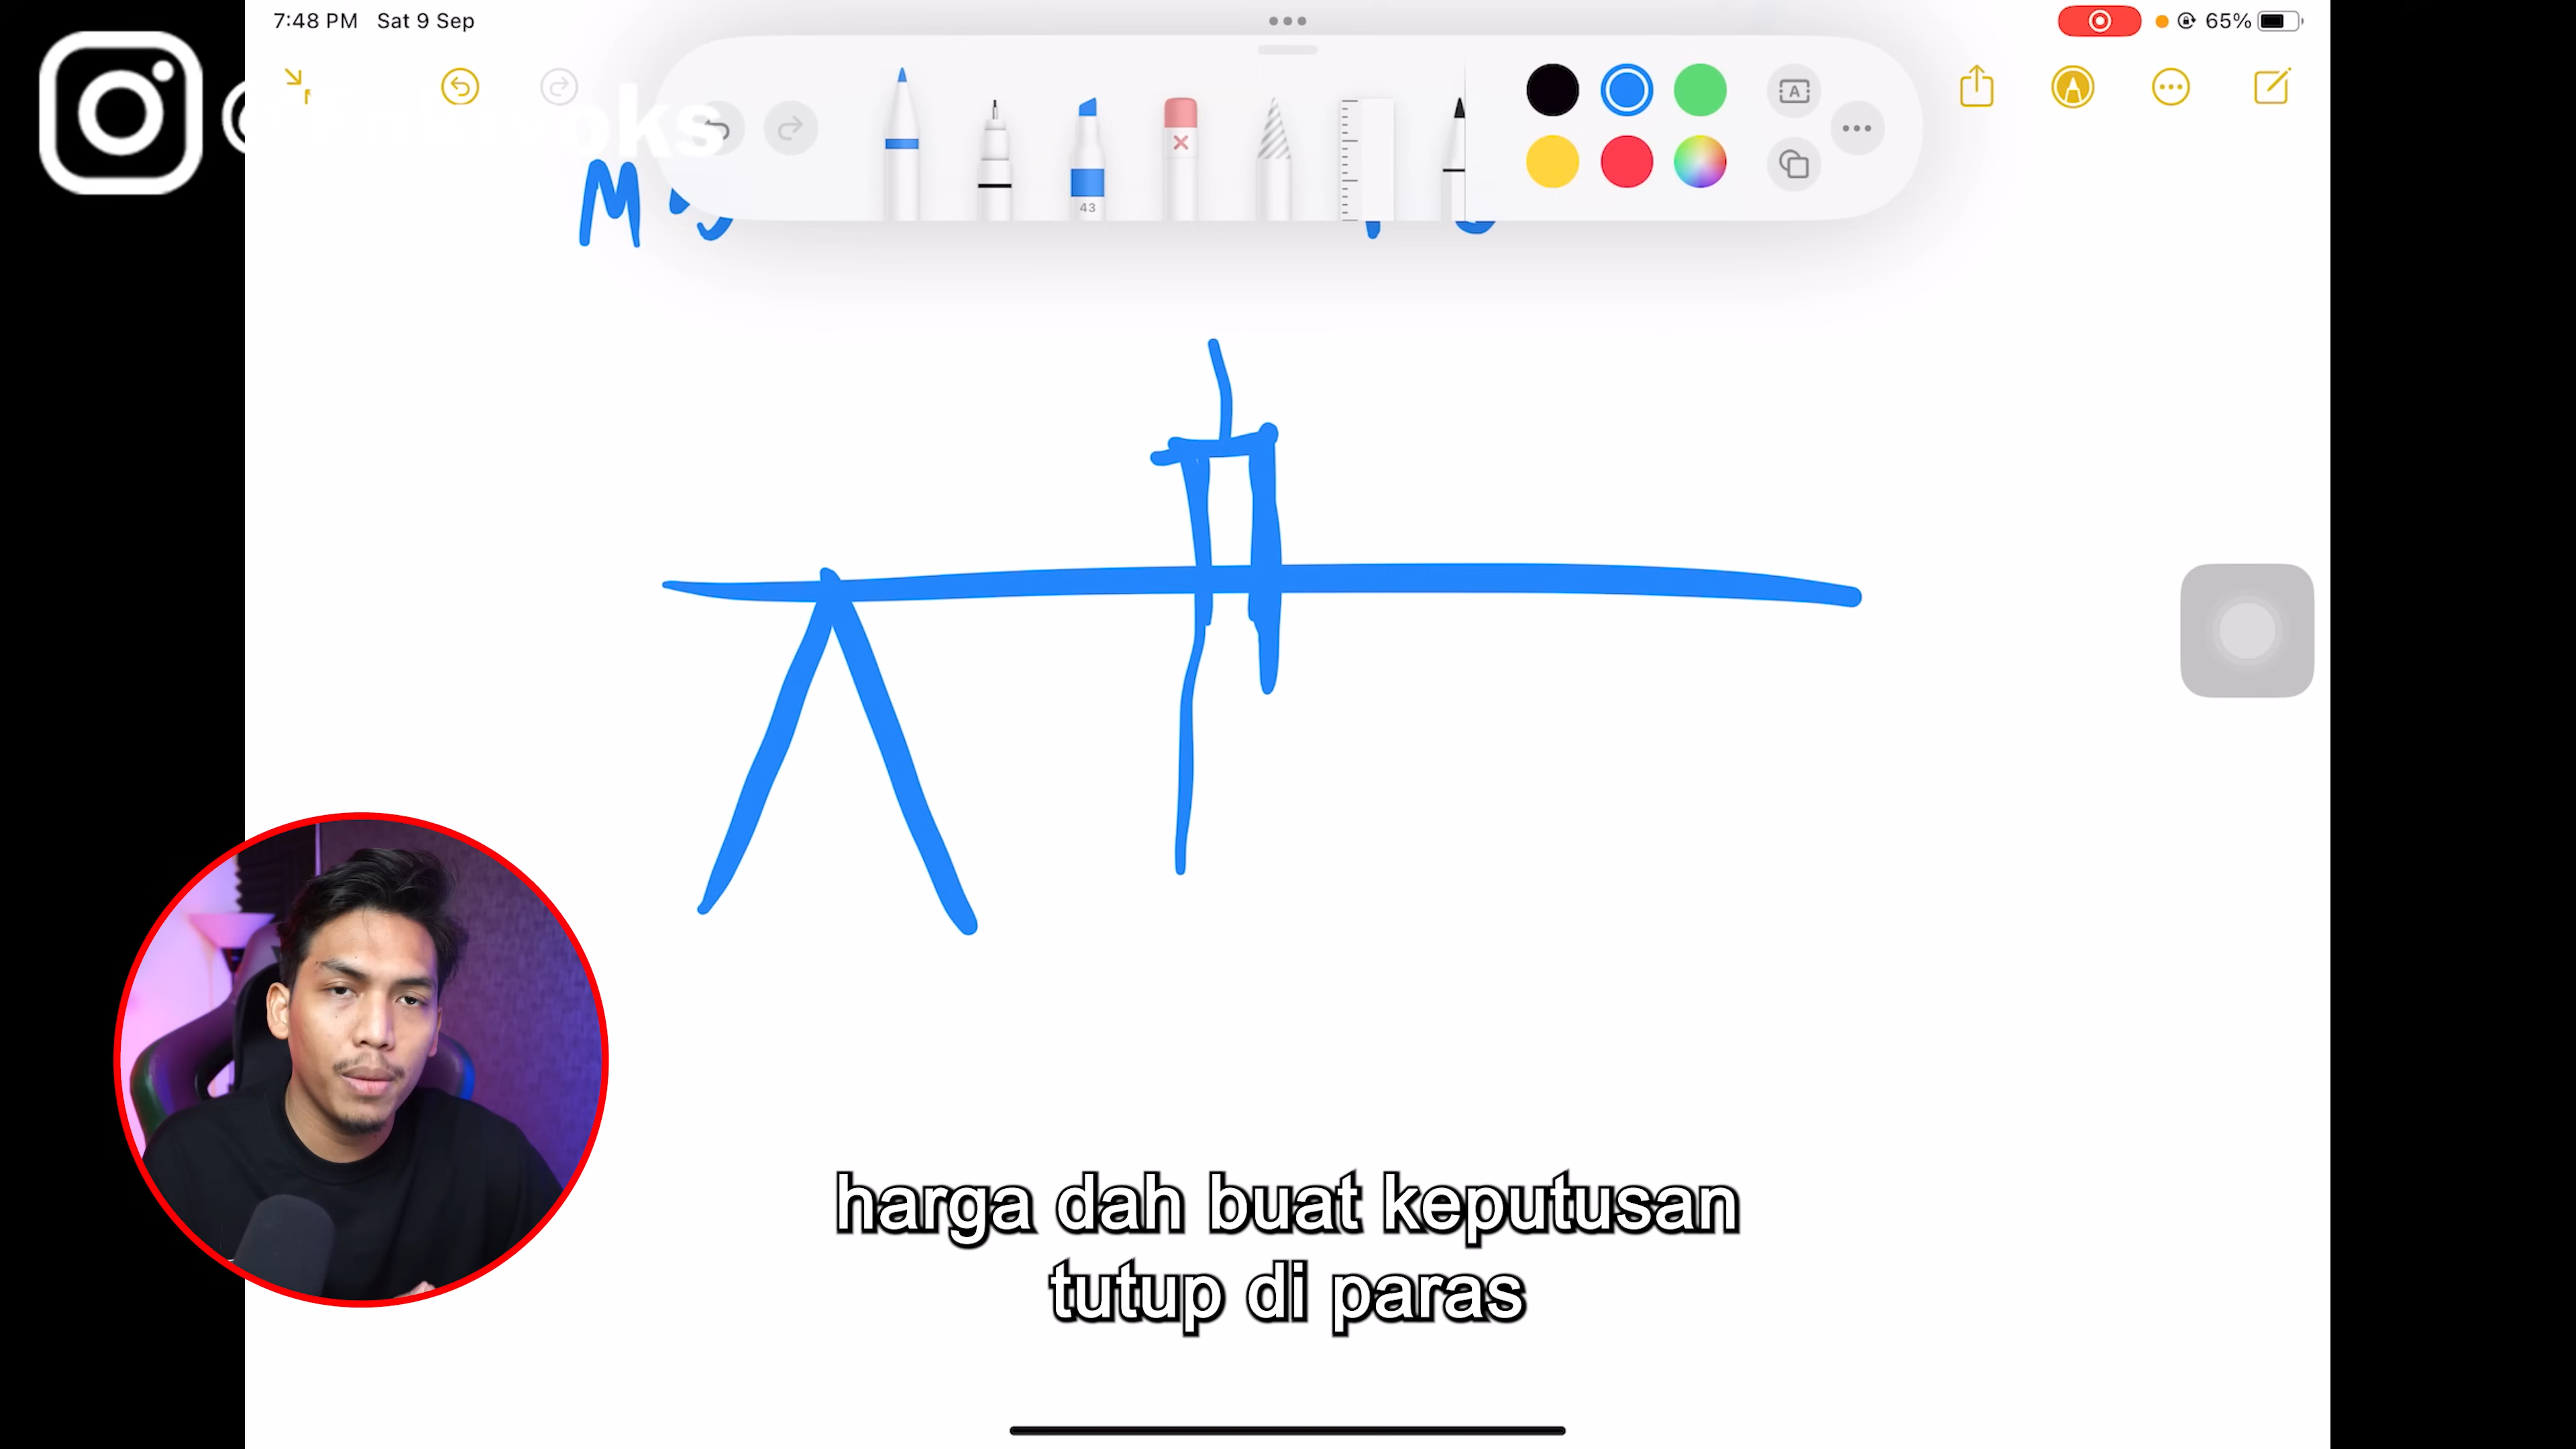 7:48 PM Sat 9 Sep
65%
43
A
harga dah buat keputusan
tutup di paras